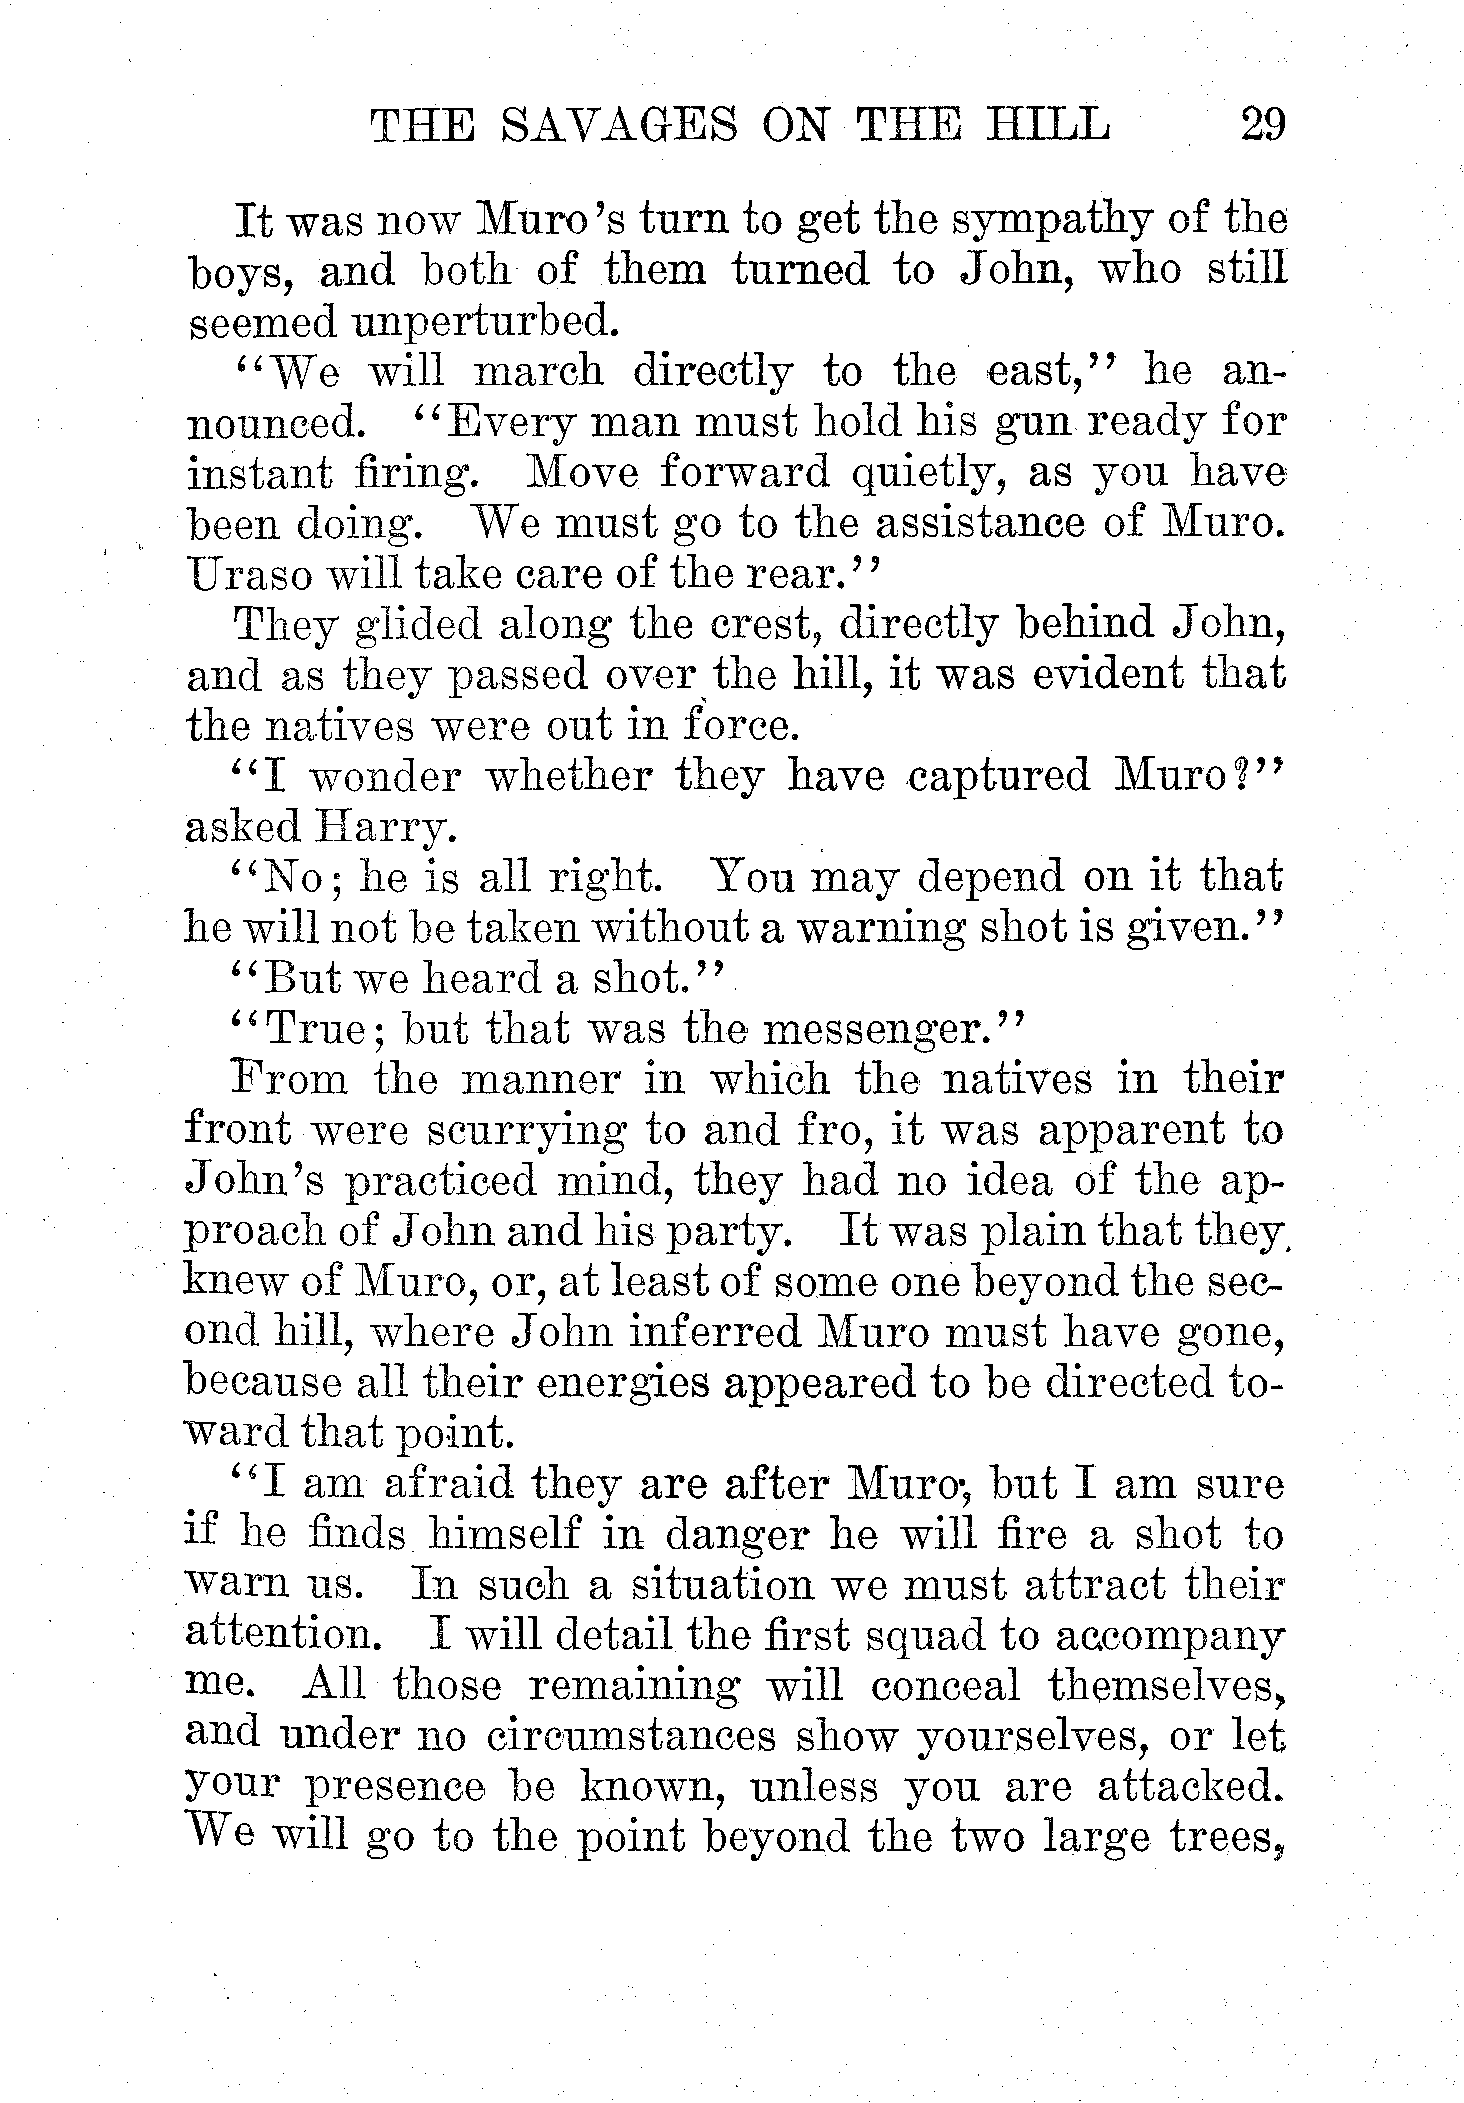 THE SAVAGES ON THE HILL 29
It was now Muro's turn to get the sympathy of the
boys, and both of them turned to John, who still
seemed unperturbed.
"We will march directly to the east," he an-
nounced. "Every man must hold his gun ready for
instant firing. Move forward quietly, as you have
been doing. We must go to the assistance of Muro.
Uraso will take care of the rear."
They glided along the crest, directly behind John,
and as they passed over the hill, it was evident that
the natives were out in force.
"I wonder whether they have captured Muro?"
asked Harry.
"No; he is all right. You may depend on it that
he will not be taken without a warning shot is given."
"But we heard a shot."
"True; but that was the messenger."
From the manner in which the natives in their
front were scurrying to and fro, it was apparent to
John's practiced mind, they had no idea of the ap-
proach of John and his party. It was plain that they
knew of Muro, or, at least of some one beyond the sec-
ond hill, where John inferred Muro must have gone,
because all their energies appeared to be directed to-
ward that point.
"I am afraid they are after Muro, but I am sure
if he finds himself in danger he will fire a shot to
warn us. In such a situation we must attract their
attention. I will detail the first squad to accompany
me. All those remaining will conceal themselves,
and under no circumstances show yourselves, or let
your presence be known, unless you are attacked.
We will go to the point beyond the two large trees,